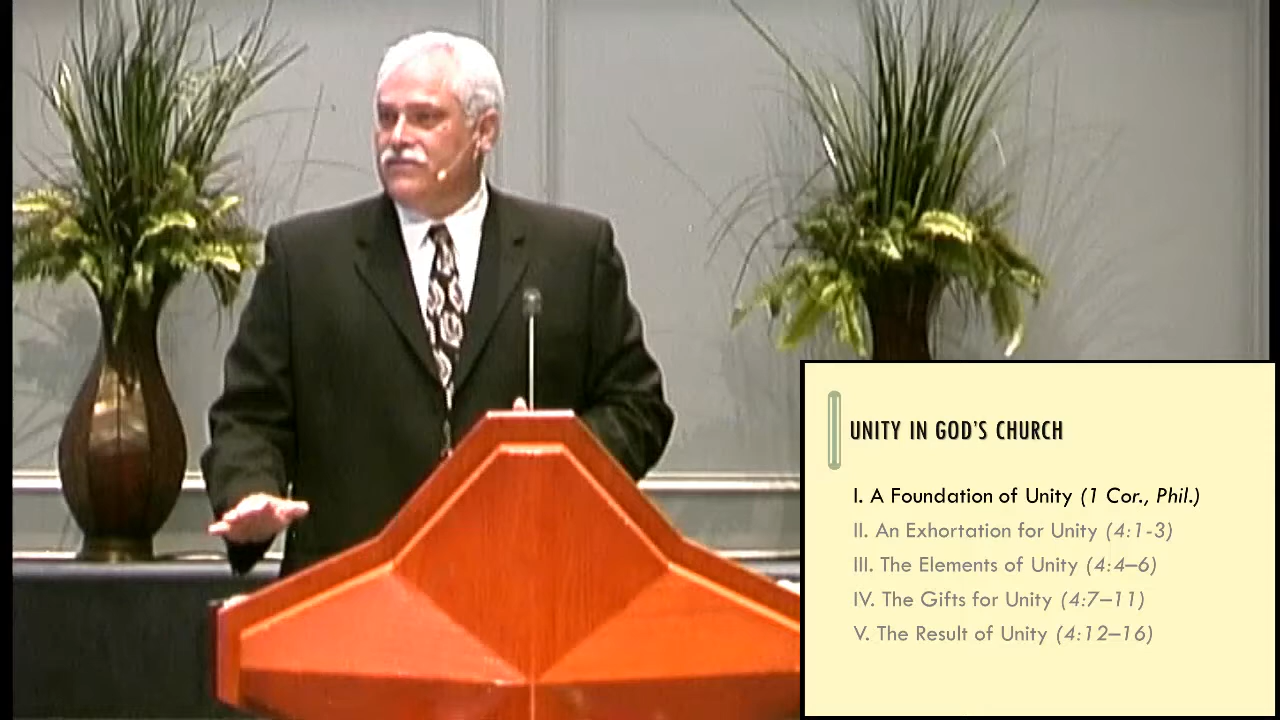 UNITY IN GOD'S CHURCH
I. A Foundation of Unity (1 Cor., Phil.)
II. An Exhortation for Unity (4:1-3)
III. The Elements of Unity (4:4–6)
IV. The Gifts for Unity (4:7–11)
V. The Result of Unity (4:12–16)